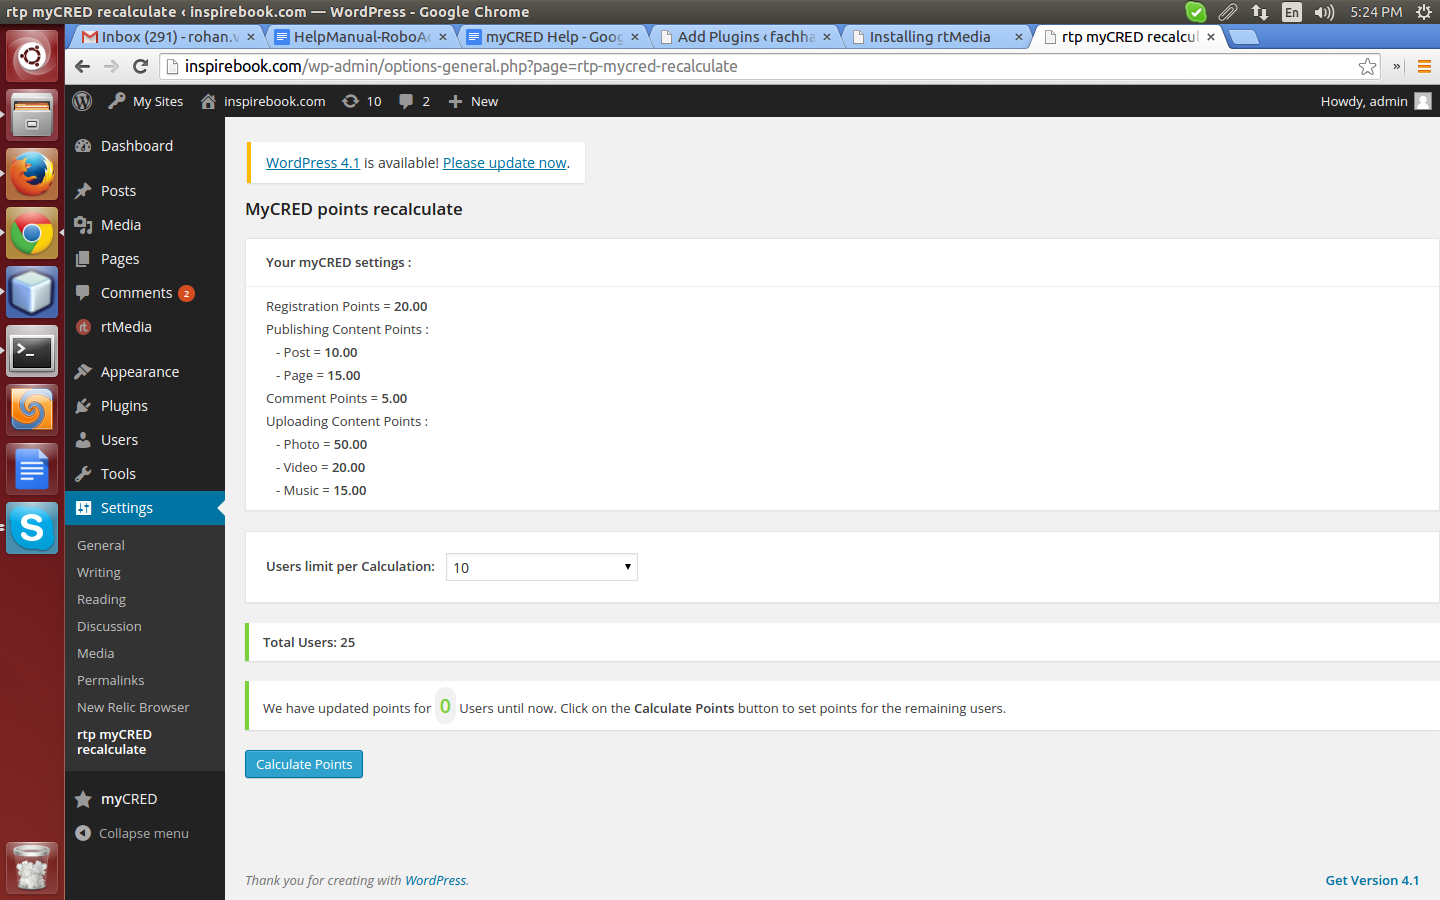 rtp myCRED recalculate ‹ inspirebook.com — WordPress - Google Chrome
En
5:24 PM
Inbox (291) - rohan.v
HelpManual-RoboAc
myCRED Help - Goog
Add Plugins ‹ fachha
Installing rtMedia
rtp myCRED recalcul
inspirebook.com/wp-admin/options-general.php?page=rtp-mycred-recalculate
My Sites
inspirebook.com
10
2
New
Howdy, admin
Dashboard
Posts
Media
Pages
Comments 2
rtMedia
Appearance
Plugins
Users
Tools
Settings
General
Writing
Reading
Discussion
Media
Permalinks
New Relic Browser
rtp myCRED
recalculate
myCRED
Collapse menu
WordPress 4.1 is available! Please update now.
MyCRED points recalculate
Your myCRED settings :
Registration Points = 20.00
Publishing Content Points :
- Post = 10.00
- Page = 15.00
Comment Points = 5.00
Uploading Content Points :
- Photo = 50.00
- Video = 20.00
- Music = 15.00
Users limit per Calculation: 10
Total Users: 25
We have updated points for 0 Users until now. Click on the Calculate Points button to set points for the remaining users.
Calculate Points
Thank you for creating with WordPress.
Get Version 4.1